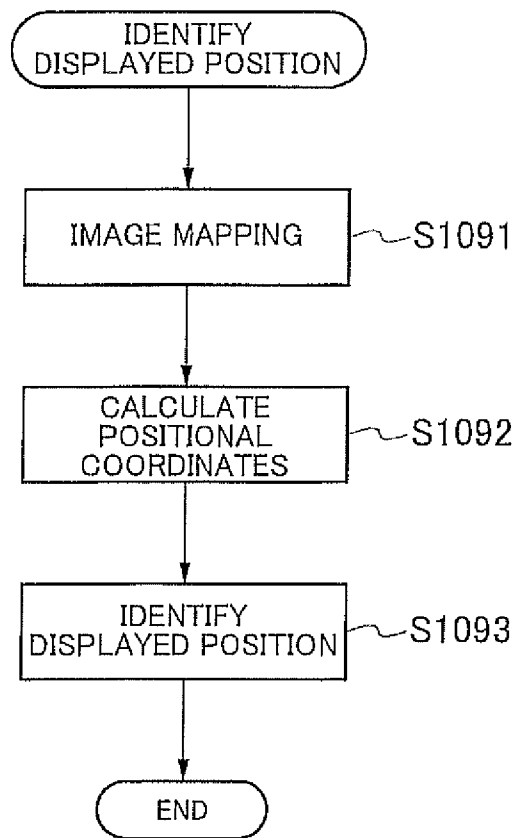 IDENTIFY
DISPLAYED POSITION
IMAGE MAPPING
S1091
CALCULATE
POSITIONAL
COORDINATES
S1092
IDENTIFY
DISPLAYED POSITION
S1093
END